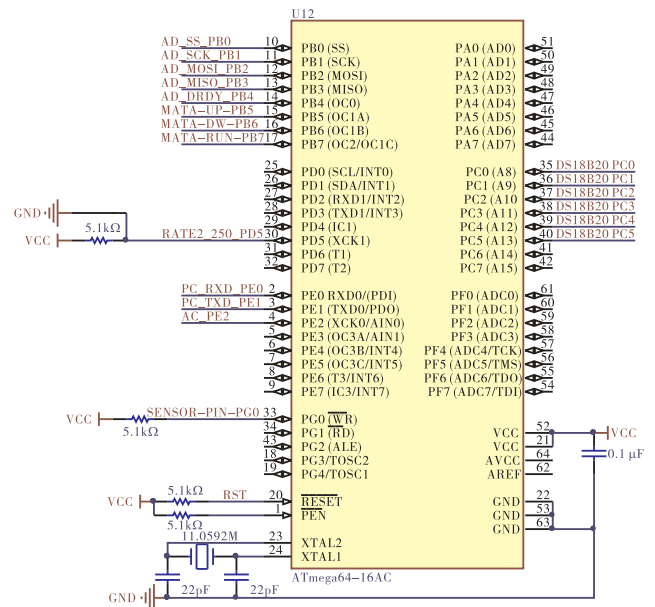 U12
AD_SS_PB0 10 PB0 (SS) PA0 (AD0) 51
AD_SCK_PB1 11 PB1 (SCK) PA1 (AD1) 50
AD_MOSI_PB2 12 PB2 (MOSI) PA2 (AD2) 49
AD_MISO_PB3 13 PB3 (MISO) PA3 (AD3) 48
AD_DRDY_PB4 14 PB4 (OC0) PA4 (AD4) 47
MATA-UP-PB5 15 PB5 (OC1A) PA5 (AD5) 46
MATA-DW-PB6 16 PB6 (OC1B) PA6 (AD6) 45
MATA-RUN-PB7 17 PB7 (OC2/OC1C) PA7 (AD7) 44
25 PD0 (SCL/INT0) PC0 (A8) 35 DS18B20 PC0
26 PD1 (SDA/INT1) PC1 (A9) 36 DS18B20 PC1
27 PD2 (RXD1/INT2) PC2 (A10 37 DS18B20 PC2
28 PD3 (TXD1/INT3) PC3 (A11) 38 DS18B20 PC3
GND
29 PD4 (IC1) PC4 (A12) 39 DS18B20 PC4
5.1kΩ
VCC RATE2_250_PD5 30 PD5 (XCK1) PC5 (A13) 40 DS18B20 PC5
31 PD6 (T1) PC6 (A14) 41
32 PD7 (T2) PC7 (A15) 42
PC_RXD_PE0 2 PE0 RXD0/(PDI) PF0 (ADC0) 61
PC_TXD_PE1 3 PE1 (TXD0/PDO) PF1 (ADC1) 60
AC_PE2 4 PE2 (XCK0/AIN0) PF2 (ADC2) 59
5 PE3 (OC3A/AIN1) PF3 (ADC3) 58
6 PE4 (OC3B/INT4) PF4 (ADC4/TCK) 57
7 PE5 (OC3C/INT5) PF5 (ADC5/TMS) 56
8 PE6 (T3/INT6) PF6 (ADC6/TDO) 55
9 PE7 (IC3/INT7) PF7 (ADC7/TDI) 54
VCC SENSOR-PIN-PG0 33 PG0 (WR)
5.1kΩ
34 PG1 (RD) VCC 52 VCC
43 PG2 (ALE) VCC 21
18 PG3/TOSC2 AVCC 64 0.1 μF
19 PG4/TOSC1 AREF 62
5.1kΩ
VCC RST 20 RESET GND 22
1 PEN GND 53
5.1kΩ
GND 63
11.0592M 23 XTAL2
24 XTAL1
ATmega64-16AC
22pF 22pF
GND